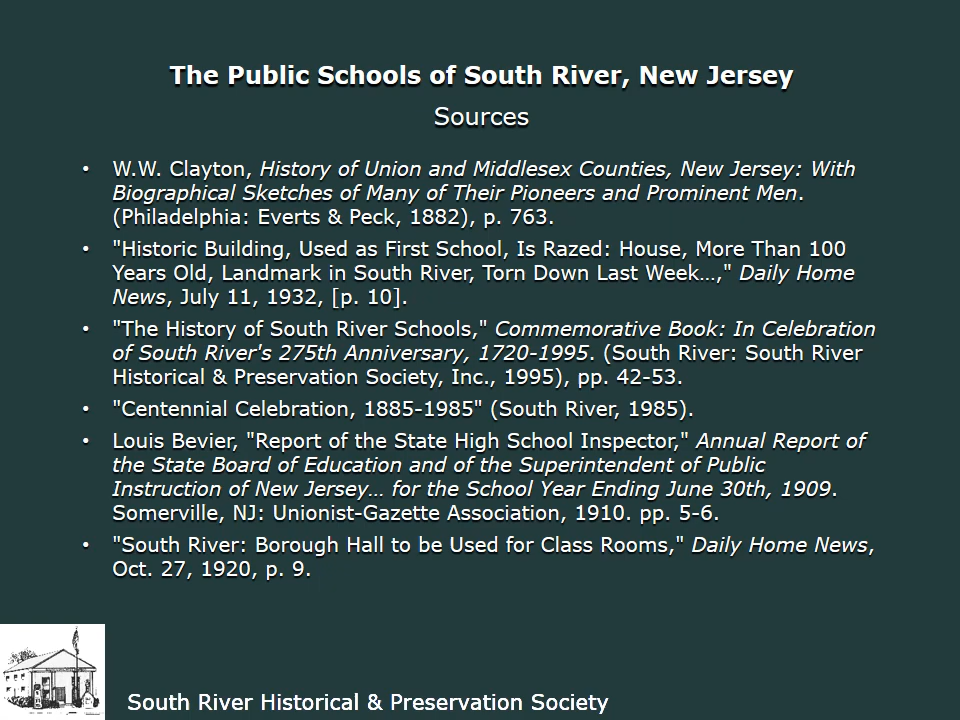 The Public Schools of South River, New Jersey
Sources
• W.W. Clayton, History of Union and Middlesex Counties, New Jersey: With
Biographical Sketches of Many of Their Pioneers and Prominent Men.
(Philadelphia: Everts & Peck, 1882), p. 763.
• "Historic Building, Used as First School, Is Razed: House, More Than 100
Years Old, Landmark in South River, Torn Down Last Week…," Daily Home
News, July 11, 1932, [p. 10].
• "The History of South River Schools," Commemorative Book: In Celebration
of South River's 275th Anniversary, 1720-1995. (South River: South River
Historical & Preservation Society, Inc., 1995), pp. 42-53.
• "Centennial Celebration, 1885-1985" (South River, 1985).
• Louis Bevier, "Report of the State High School Inspector," Annual Report of
the State Board of Education and of the Superintendent of Public
Instruction of New Jersey… for the School Year Ending June 30th, 1909.
Somerville, NJ: Unionist-Gazette Association, 1910. pp. 5-6.
• "South River: Borough Hall to be Used for Class Rooms," Daily Home News,
Oct. 27, 1920, p. 9.
South River Historical & Preservation Society